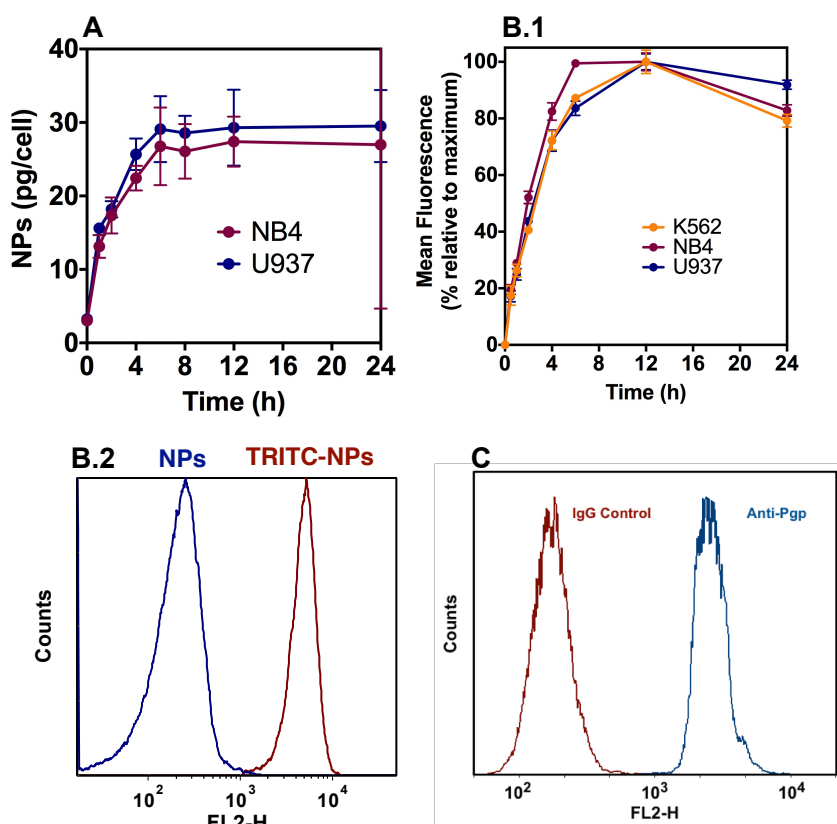 A
NPs (pg/cell)
40
30
20
10
0
NB4
U937
0 4 8 12 16 20 24
Time (h)
B.1
Mean Fluorescence
(% relative to maximum)
100
80
60
40
20
0
K562
NB4
U937
0 4 8 12 16 20 24
Time (h)
B.2
NPs TRITC-NPs
Counts
10² 10³ 10⁴
FL2-H
C
IgG Control Anti-Pgp
Counts
10² 10³ 10⁴
FL2-H